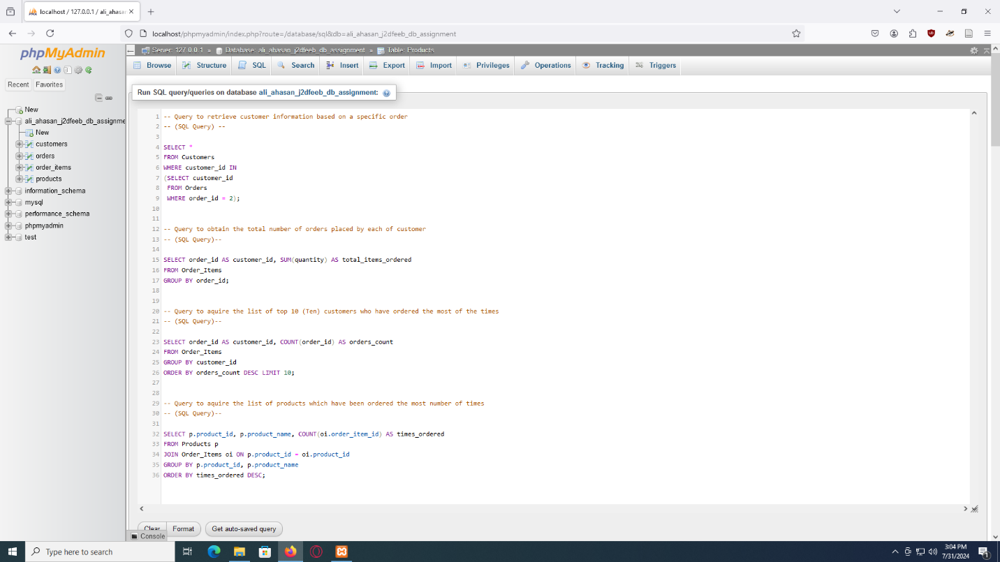 localhost / 127.0.0.1 / ali_ahasan
localhost/phpmyadmin/index.php?route=/database/sql&db=ali_ahasan_j2dfeeb_db_assignment
phpMyAdmin
Recent
Favorites
New
ali_ahasan_j2dfeeb_db_assignme
New
customers
orders
order_items
products
information_schema
mysql
performance_schema
phpmyadmin
test
Server: 127.0.0.1 » Database: ali_ahasan_j2dfeeb_db_assignment » Table: Products
Browse Structure SQL Search Insert Export Import Privileges Operations Tracking Triggers
Run SQL query/queries on database ali_ahasan_j2dfeeb_db_assignment:
1 -- Query to retrieve customer information based on a specific order
2 -- (SQL Query) --
3
4 SELECT *
5 FROM Customers
6 WHERE customer_id IN
7 (SELECT customer_id
8 FROM Orders
9 WHERE order_id = 2);
10
11
12 -- Query to obtain the total number of orders placed by each of customer
13 -- (SQL Query)--
14
15 SELECT order_id AS customer_id, SUM(quantity) AS total_items_ordered
16 FROM Order_Items
17 GROUP BY order_id;
18
19
20 -- Query to aquire the list of top 10 (Ten) customers who have ordered the most of the times
21 -- (SQL Query)--
22
23 SELECT order_id AS customer_id, COUNT(order_id) AS orders_count
24 FROM Order_Items
25 GROUP BY customer_id
26 ORDER BY orders_count DESC LIMIT 10;
27
28
29 -- Query to aquire the list of products which have been ordered the most number of times
30 -- (SQL Query)--
31
32 SELECT p.product_id, p.product_name, COUNT(oi.order_item_id) AS times_ordered
33 FROM Products p
34 JOIN Order_Items oi ON p.product_id = oi.product_id
35 GROUP BY p.product_id, p.product_name
36 ORDER BY times_ordered DESC;
Clear Format Get auto-saved query
Console
Type here to search
3:04 PM
7/31/2024
1